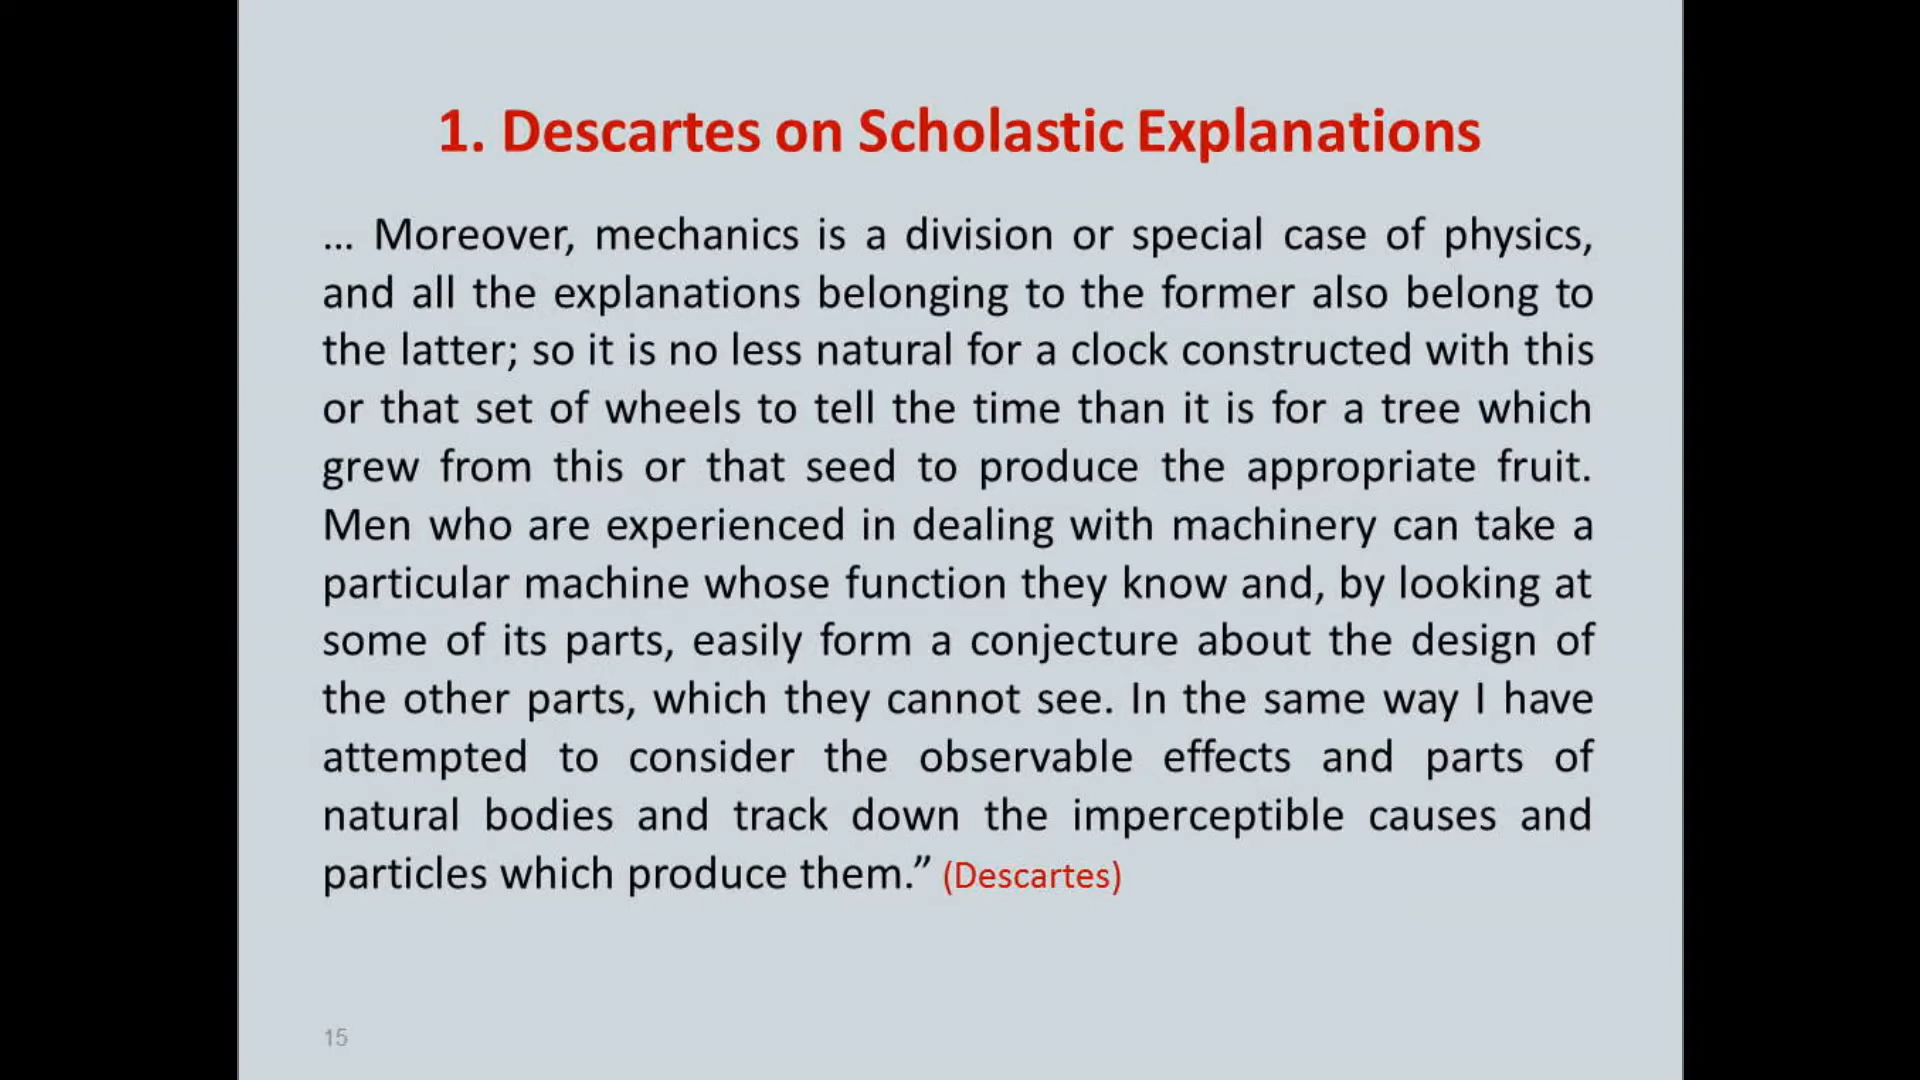 1. Descartes on Scholastic Explanations
... Moreover, mechanics is a division or special case of physics,
and all the explanations belonging to the former also belong to
the latter; so it is no less natural for a clock constructed with this
or that set of wheels to tell the time than it is for a tree which
grew from this or that seed to produce the appropriate fruit.
Men who are experienced in dealing with machinery can take a
particular machine whose function they know and, by looking at
some of its parts, easily form a conjecture about the design of
the other parts, which they cannot see. In the same way I have
attempted to consider the observable effects and parts of
natural bodies and track down the imperceptible causes and
particles which produce them.” (Descartes)
15